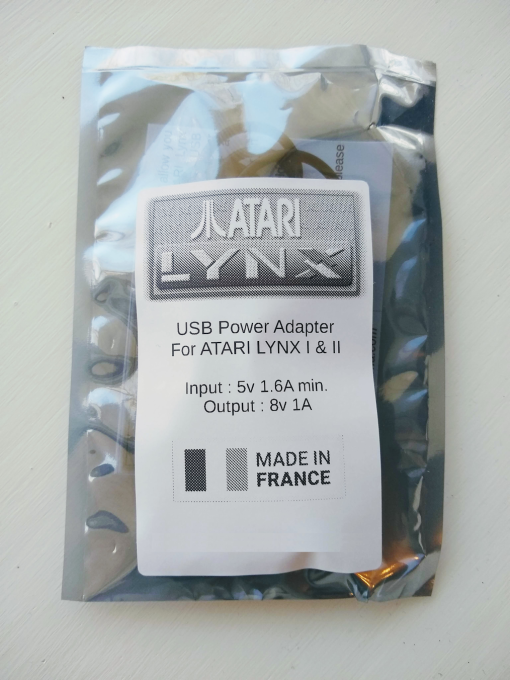 ATARI
LYNX
USB Power Adapter
For ATARI LYNX I & II
Input : 5v 1.6A min.
Output : 8v 1A
MADE IN
FRANCE